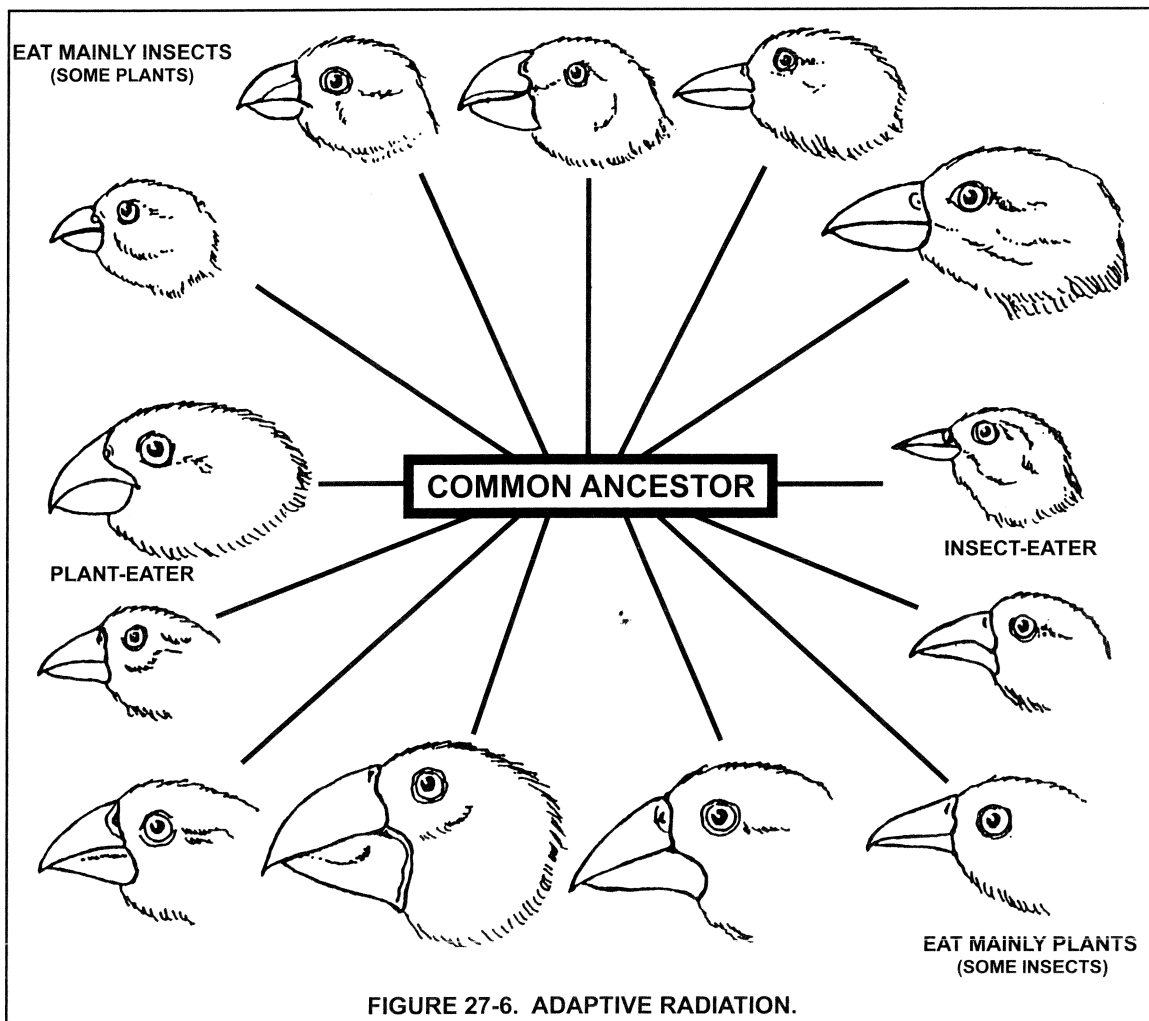 EAT MAINLY INSECTS
(SOME PLANTS)
COMMON ANCESTOR
INSECT-EATER
PLANT-EATER
EAT MAINLY PLANTS
(SOME INSECTS)
FIGURE 27-6. ADAPTIVE RADIATION.